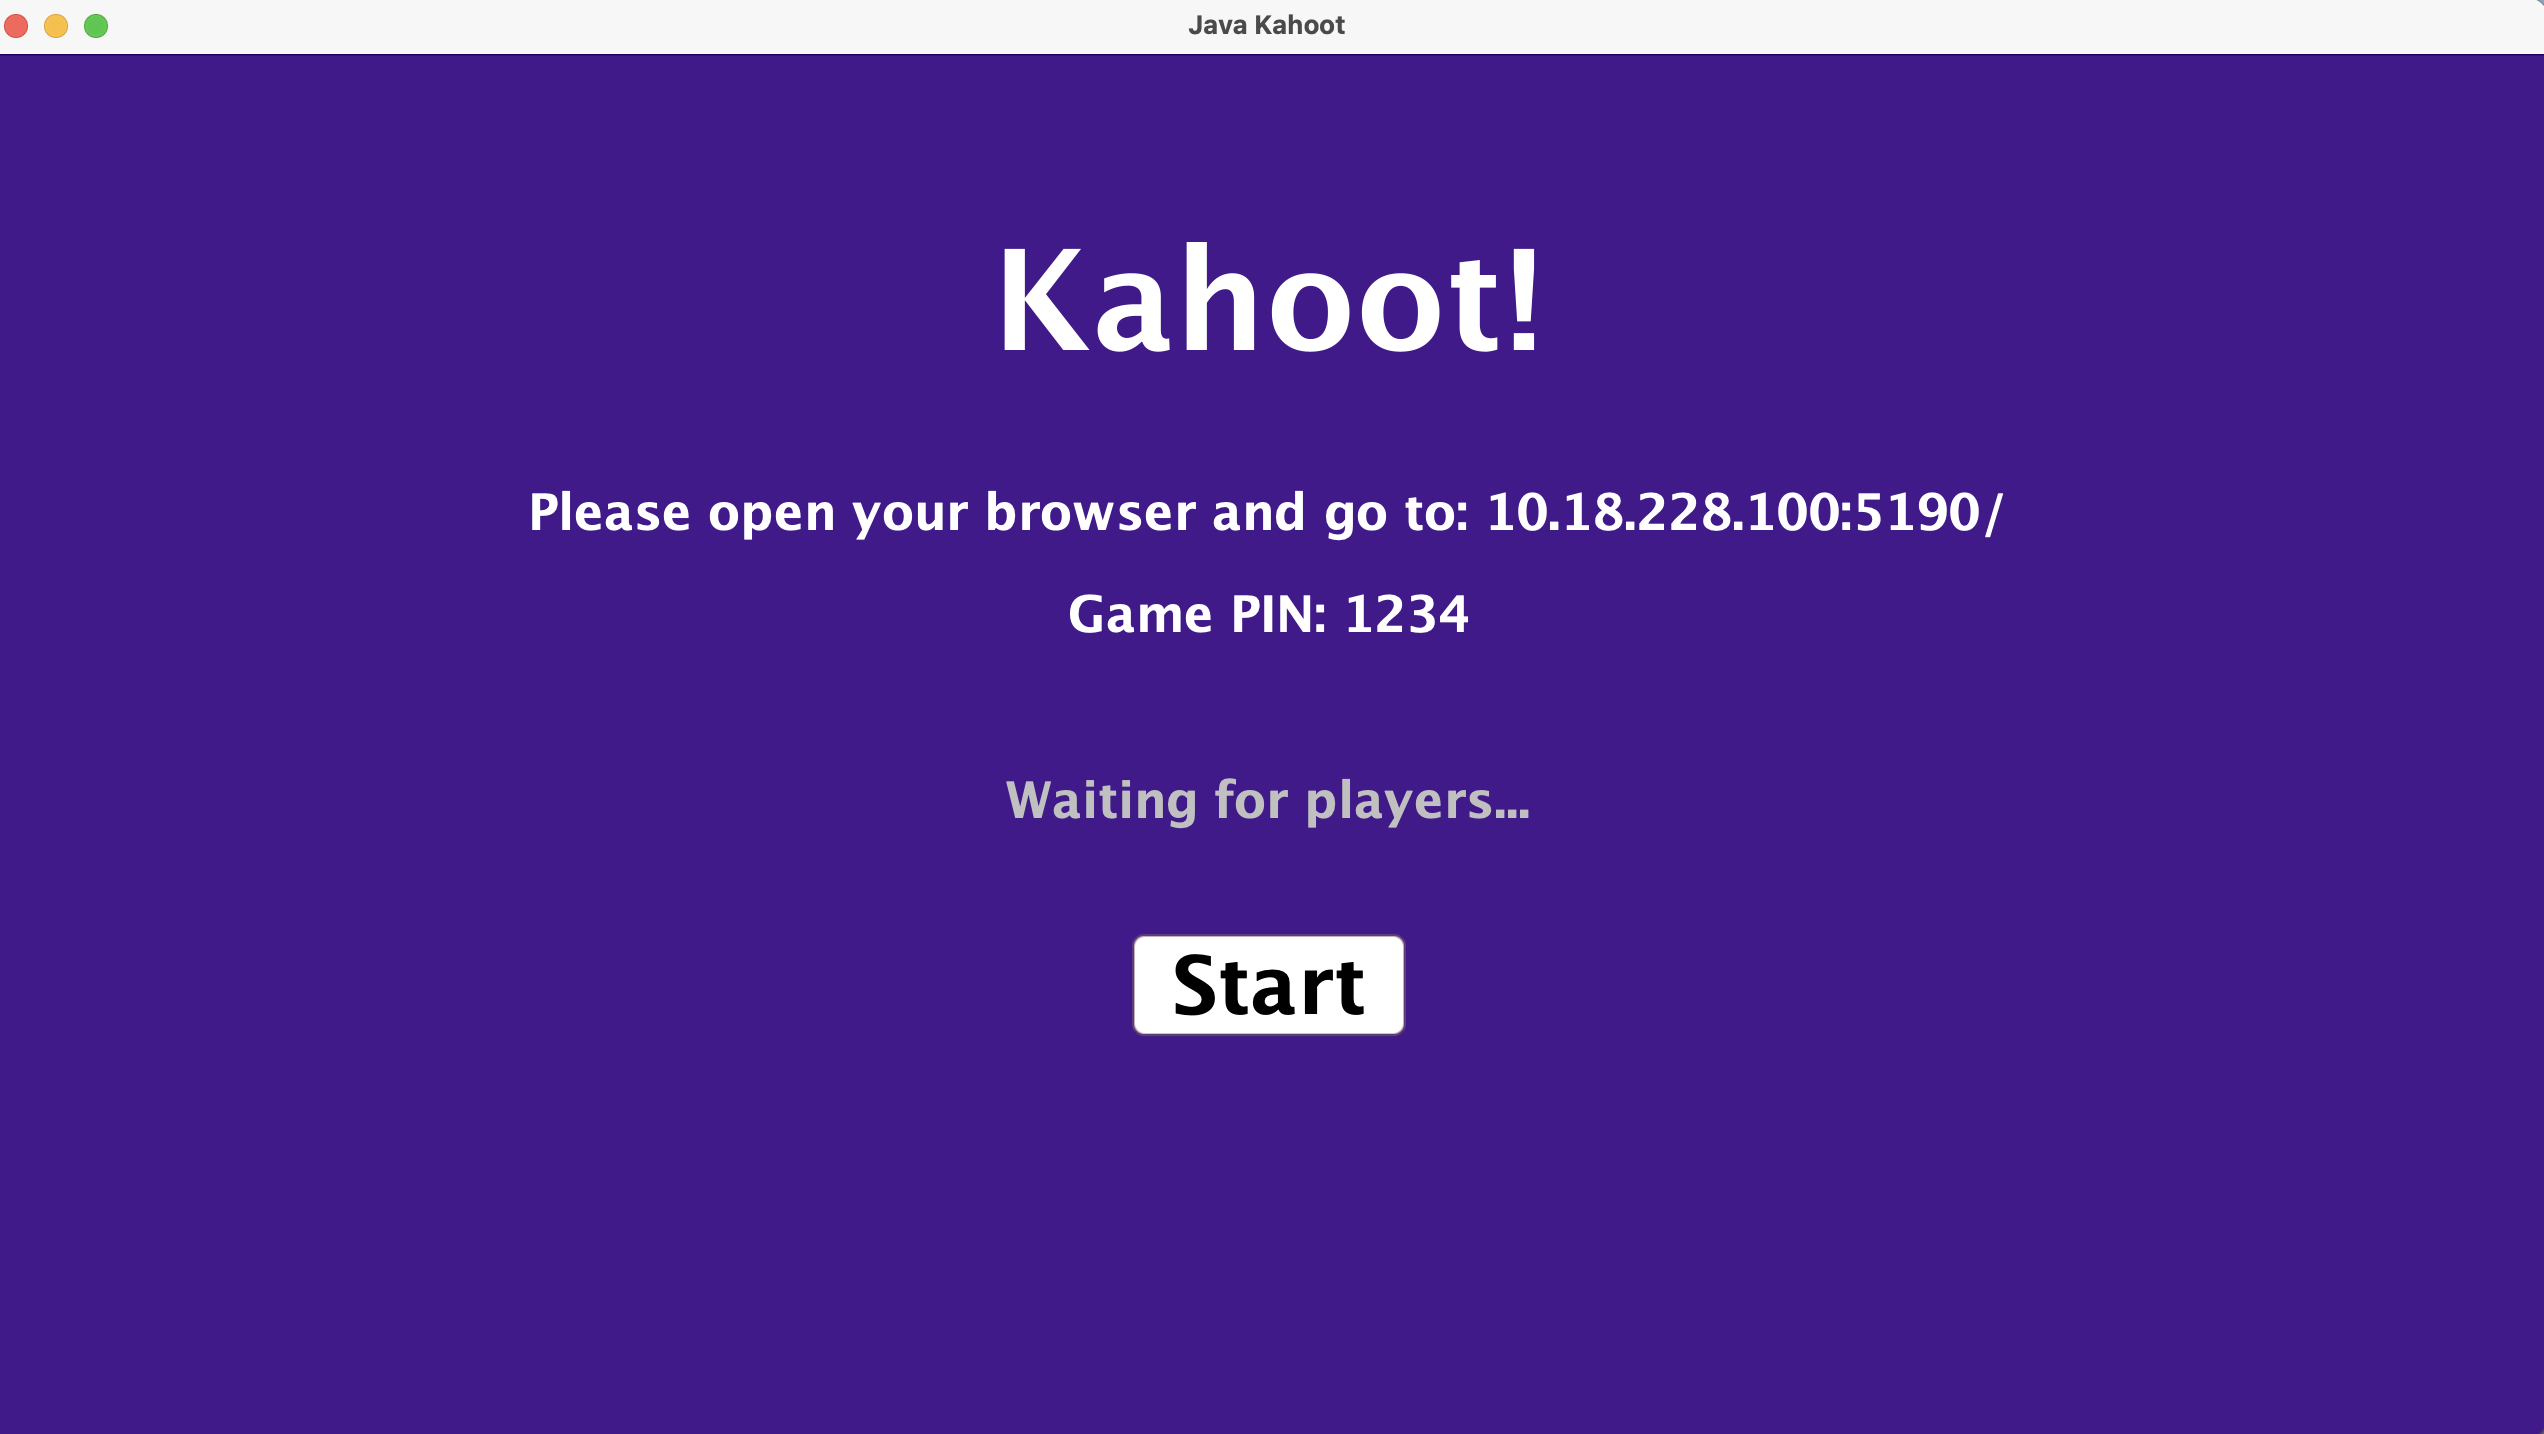 Java Kahoot
Kahoot!
Please open your browser and go to: 10.18.228.100:5190/
Game PIN: 1234
Waiting for players...
Start